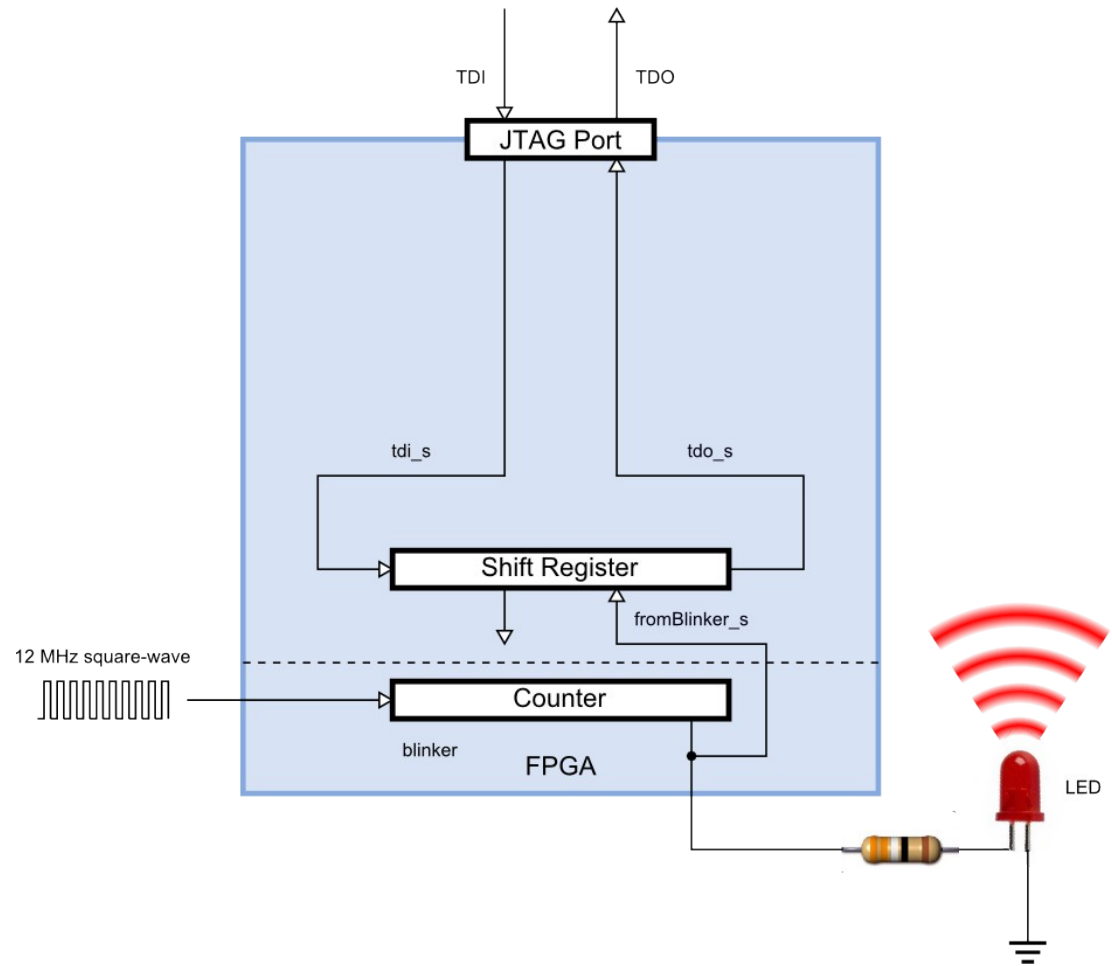 TDI
TDO
JTAG Port
tdi_s
tdo_s
Shift Register
fromBlinker_s
12 MHz square-wave
Counter
blinker
FPGA
LED